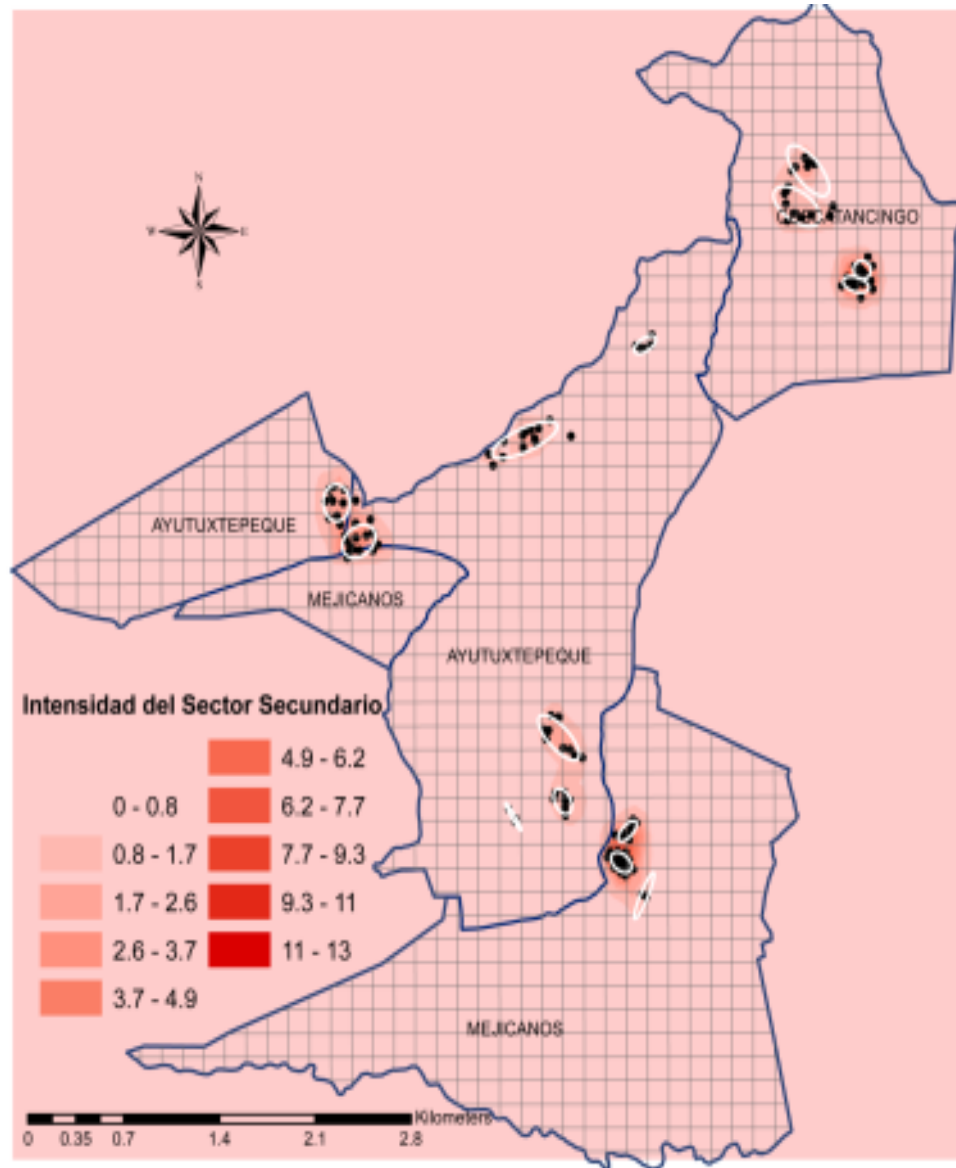 N
W E
S
CUSCATANCINGO
AYUTUXTEPEQUE
MEJICANOS
AYUTUXTEPEQUE
Intensidad del Sector Secundario
0 - 0.8
0.8 - 1.7
1.7 - 2.6
2.6 - 3.7
3.7 - 4.9
4.9 - 6.2
6.2 - 7.7
7.7 - 9.3
9.3 - 11
11 - 13
MEJICANOS
Kilometers
0 0.35 0.7 1.4 2.1 2.8